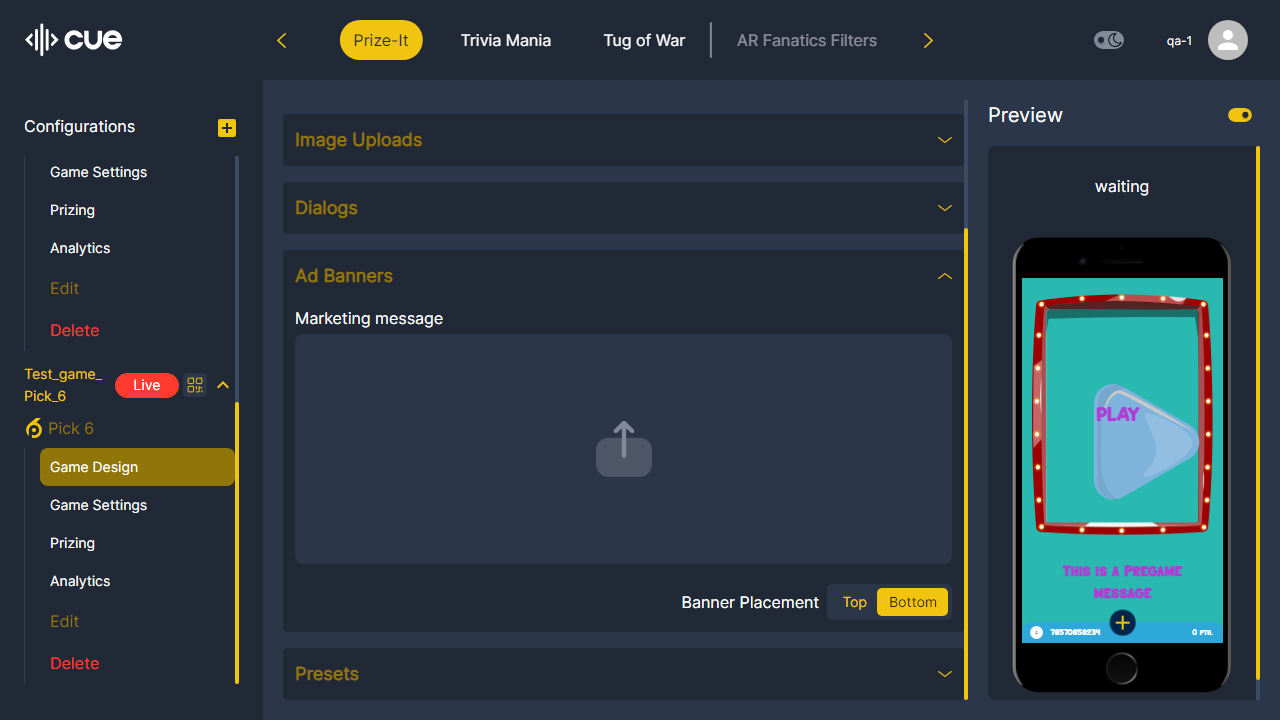 cue
Prize-It
Trivia Mania
Tug of War
AR Fanatics Filters
qa-1
Configurations
Game Settings
Prizing
Analytics
Edit
Delete
Test_game_
Pick_6
Live
Pick 6
Game Design
Game Settings
Prizing
Analytics
Edit
Delete
Image Uploads
Dialogs
Ad Banners
Marketing message
Banner Placement
Top
Bottom
Presets
Preview
waiting
PLAY
This is a Pregame
message
0 pts.